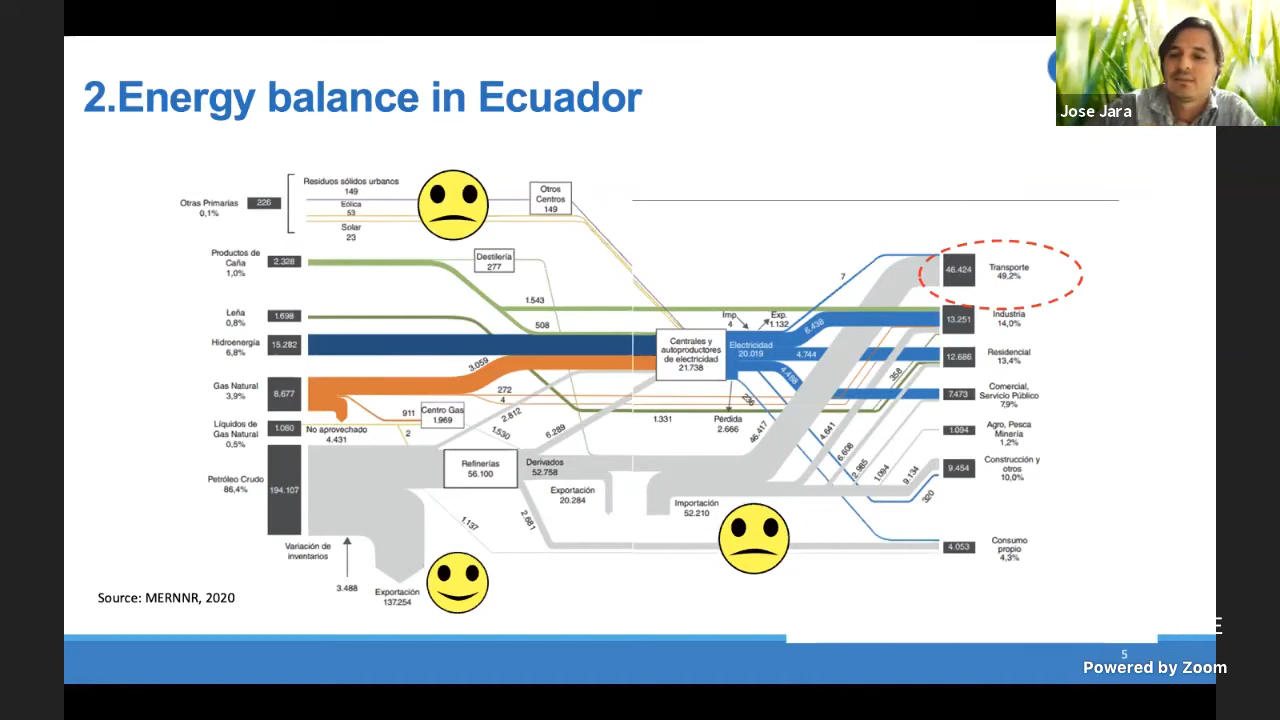 Jose Jara
2.Energy balance in Ecuador
Otras Primarias
0,1%
226
Residuos sólidos urbanos
149
Eólica
53
Solar
23
Otros
Centros
149
Productos de
Caña
1,0%
2.328
Destilería
277
1.543
508
Leña
0,8%
1.698
Hidroenergía
6,8%
15.282
3.059
Gas Natural
3,9%
8.677
272
4
911
Centro Gas
1.969
2
No aprovechado
4.431
Líquidos de
Gas Natural
0,5%
1.080
2.812
1.530
6.289
Petróleo Crudo
86,4%
194.107
Refinerías
56.100
Derivados
52.758
Exportación
20.284
1.137
2.681
Variación de
inventarios
3.488
Exportación
137.254
Centrales y
autoproductores
de electricidad
21.738
Imp.
4
Exp.
1.132
Electricidad
20.019
7
6.438
4.744
4.498
236
Pérdida
2.666
1.331
358
46.417
4.641
6.608
2.985
1.094
9.134
320
Importación
52.210
46.424
Transporte
49,2%
13.251
Industria
14,0%
12.686
Residencial
13,4%
7.473
Comercial,
Servicio Público
7,9%
1.094
Agro, Pesca
Minería
1,2%
9.454
Construcción y
otros
10,0%
4.053
Consumo
propio
4,3%
Source: MERNNR, 2020
E
5
Powered by Zoom